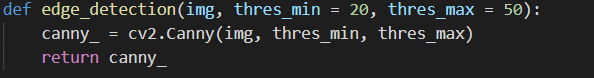 def edge_detection(img, thres_min = 20, thres_max = 50):
    canny_ = cv2.Canny(img, thres_min, thres_max)
    return canny_